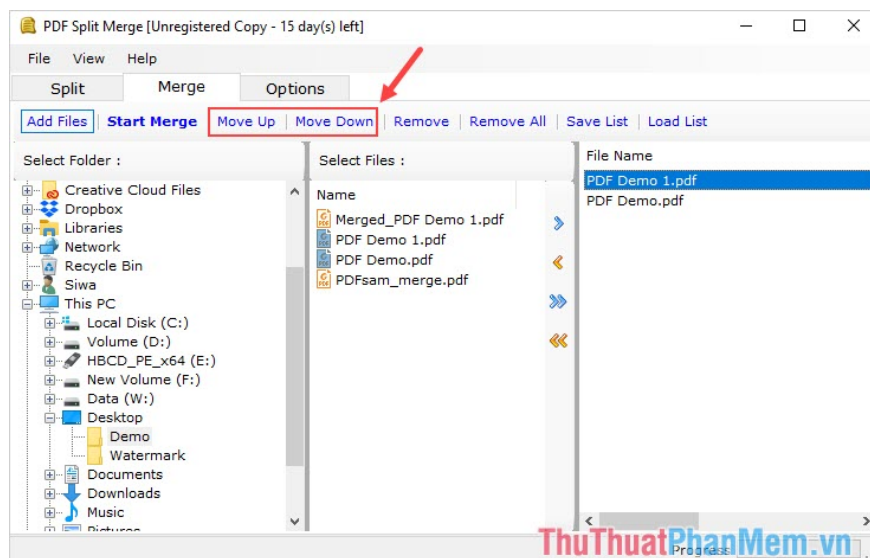 PDF Split Merge [Unregistered Copy - 15 day(s) left]
File View Help
Split Merge Options
Add Files Start Merge Move Up Move Down Remove Remove All Save List Load List
Select Folder :
Creative Cloud Files
Dropbox
Libraries
Network
Recycle Bin
Siwa
This PC
Local Disk (C:)
Volume (D:)
HBCD_PE_x64 (E:)
New Volume (F:)
Data (W:)
Desktop
Demo
Watermark
Documents
Downloads
Music
Pictures
Select Files :
Name
Merged_PDF Demo 1.pdf
PDF Demo 1.pdf
PDF Demo.pdf
PDFsam_merge.pdf
File Name
PDF Demo 1.pdf
PDF Demo.pdf
ThuThuatPhanMem.vn
Progress